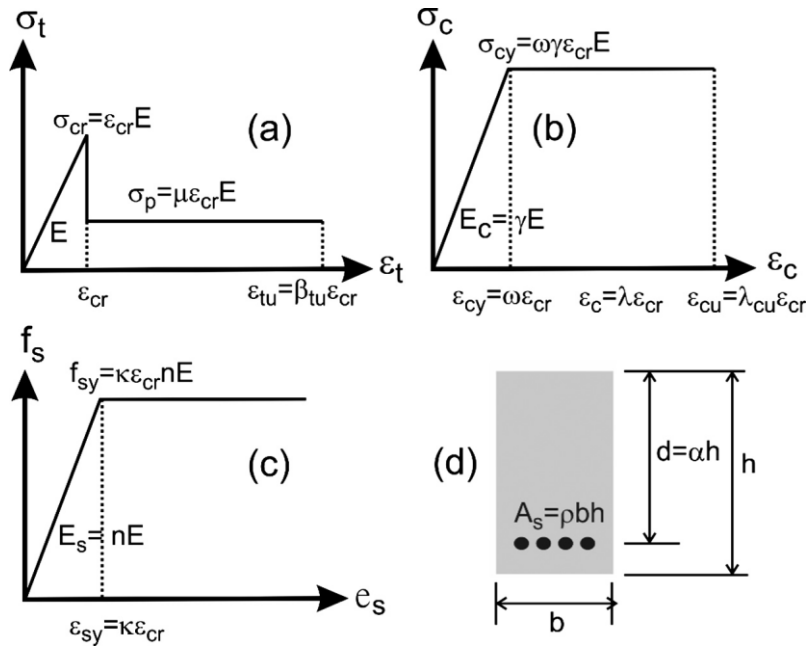 σt
σcr=εcrE
(a)
σp=μεcrE
E
εt
εcr
εtu=βtuεcr
σc
σcy=ωγεcrE
(b)
Ec= γE
εc
εcy=ωεcr
εc=λεcr
εcu=λcuεcr
fs
fsy=κεcrnE
(c)
Es= nE
es
εsy=κεcr
(d)
d=αh
h
As=ρbh
b